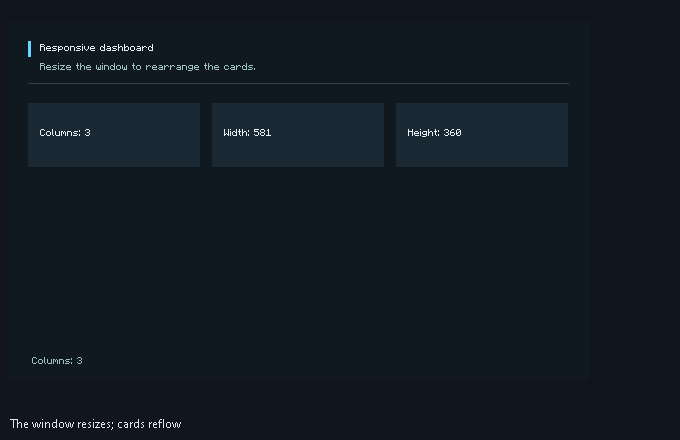 Responsive dashboard
Resize the window to rearrange the cards.
Columns: 3
Width: 581
Height: 360
Columns: 3
The window resizes; cards reflow